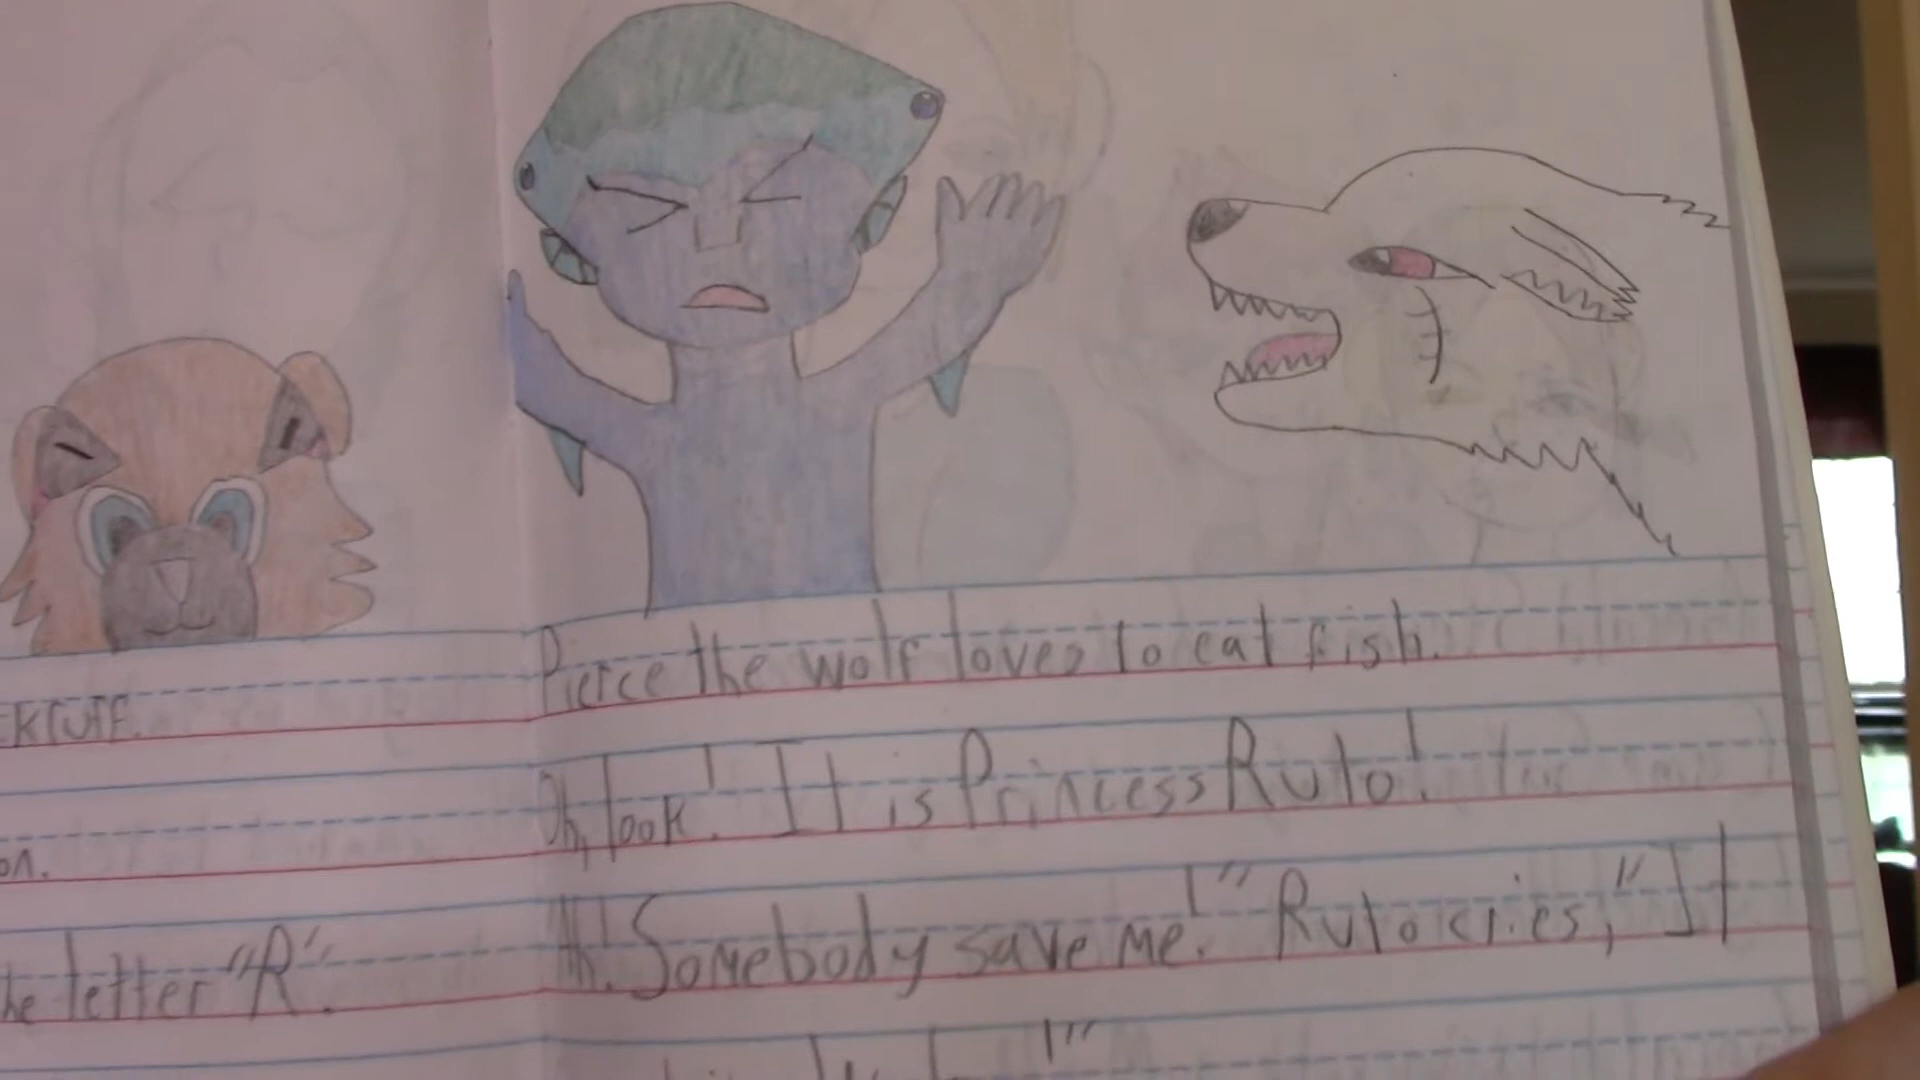 Pierce the wolf loves to eat fish.
Oh, look! It is Princess Ruto!
Ah! Somebody save me!" Ruto cries, "It
on.
he letter "R".